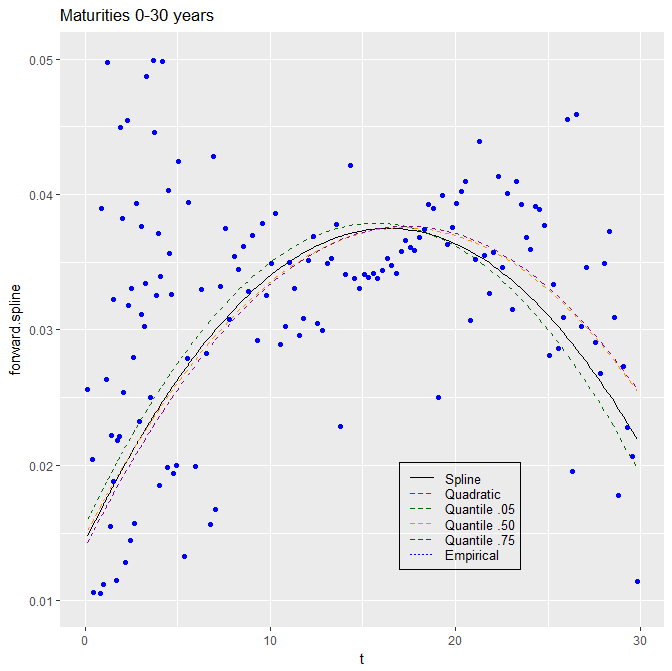 Maturities 0-30 years
0.05
0.04
0.03
0.02
0.01
forward.spline
Spline
Quadratic
Quantile .05
Quantile .50
Quantile .75
Empirical
0
10
20
30
t